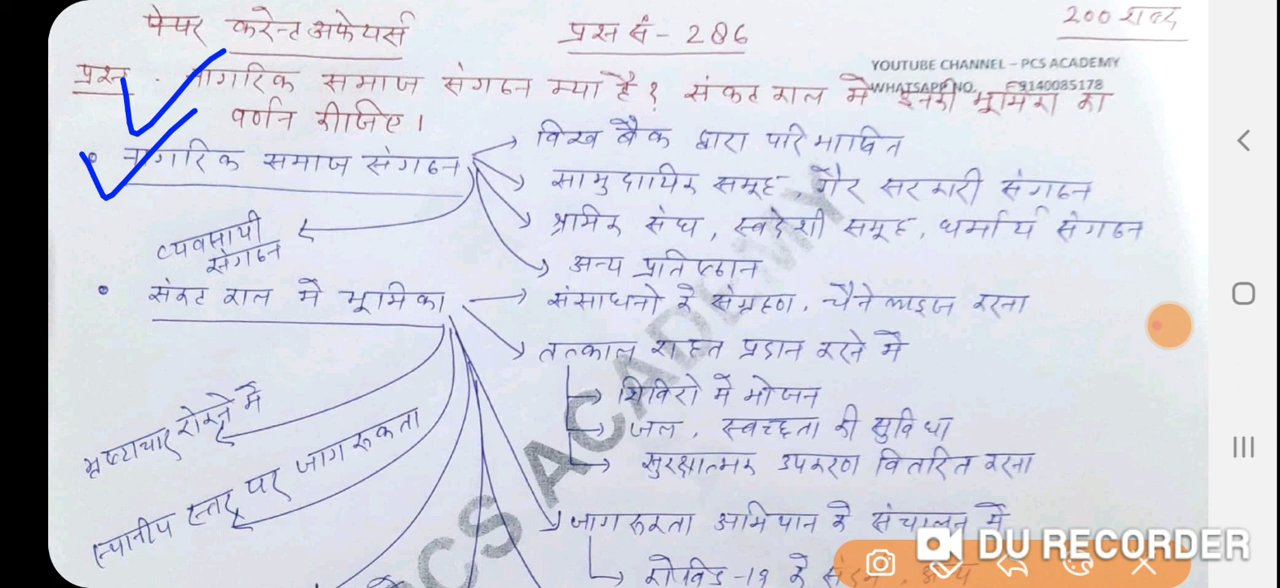 पेपर करेन्ट अफेयर्स
प्रश्न सं - 286
200 शब्द
YOUTUBE CHANNEL – PCS ACADEMY
WHATSAPP NO. 9140085178
प्रश्न . नागरिक समाज संगठन क्या है? संकट काल में इनकी भूमिका का
वर्णन कीजिए।
नागरिक समाज संगठन
विश्व बैंक द्वारा परिभाषित
सामुदायिक समूह, गैर सरकारी संगठन
श्रमिक संघ, स्वदेशी समूह, धर्मार्थ संगठन
व्यवसायी
संगठन
अन्य प्रतिष्ठान
संकट काल में भूमिका
संसाधनों के संग्रहण, चैनेलाइज करना
तत्काल राहत प्रदान करने में
शिविरों में भोजन
जल, स्वच्छता की सुविधा
सुरक्षात्मक उपकरण वितरित करना
भ्रष्टाचार रोकने में
स्थानीय स्तर पर जागरूकता
जागरूकता अभियान के संचालन में
कोविड-19 के
PCS ACADEMY
DU RECORDER